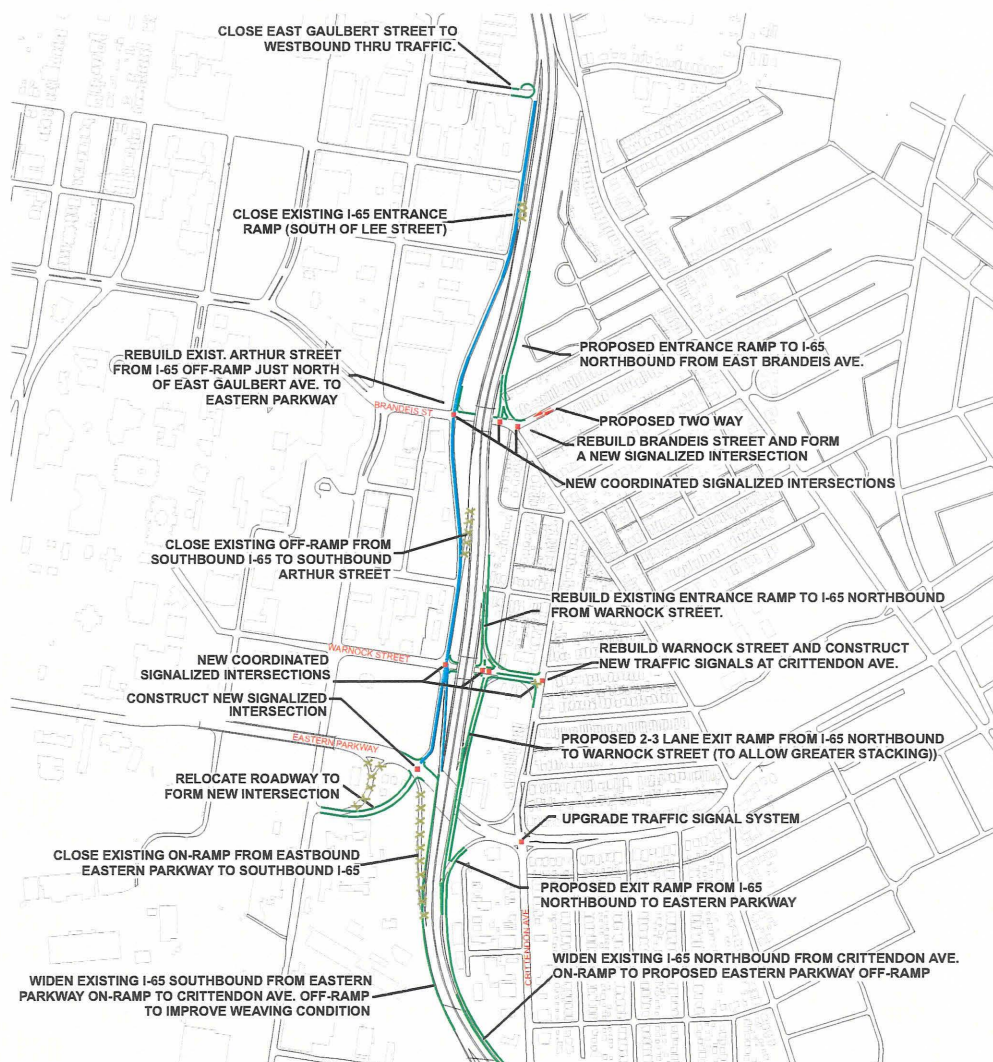 CLOSE EAST GAULBERT STREET TO
WESTBOUND THRU TRAFFIC.
CLOSE EXISTING I-65 ENTRANCE
RAMP (SOUTH OF LEE STREET)
REBUILD EXIST. ARTHUR STREET
FROM I-65 OFF-RAMP JUST NORTH
OF EAST GAULBERT AVE. TO
EASTERN PARKWAY
PROPOSED ENTRANCE RAMP TO I-65
NORTHBOUND FROM EAST BRANDEIS AVE.
BRANDEIS ST
PROPOSED TWO WAY
REBUILD BRANDEIS STREET AND FORM
A NEW SIGNALIZED INTERSECTION
NEW COORDINATED SIGNALIZED INTERSECTIONS
CLOSE EXISTING OFF-RAMP FROM
SOUTHBOUND I-65 TO SOUTHBOUND
ARTHUR STREET
REBUILD EXISTING ENTRANCE RAMP TO I-65 NORTHBOUND
FROM WARNOCK STREET.
WARNOCK STREET
NEW COORDINATED
SIGNALIZED INTERSECTIONS
REBUILD WARNOCK STREET AND CONSTRUCT
NEW TRAFFIC SIGNALS AT CRITTENDON AVE.
CONSTRUCT NEW SIGNALIZED
INTERSECTION
EASTERN PARKWAY
PROPOSED 2-3 LANE EXIT RAMP FROM I-65 NORTHBOUND
TO WARNOCK STREET (TO ALLOW GREATER STACKING))
RELOCATE ROADWAY TO
FORM NEW INTERSECTION
UPGRADE TRAFFIC SIGNAL SYSTEM
CLOSE EXISTING ON-RAMP FROM EASTBOUND
EASTERN PARKWAY TO SOUTHBOUND I-65
PROPOSED EXIT RAMP FROM I-65
NORTHBOUND TO EASTERN PARKWAY
CRITTENDON AVE
WIDEN EXISTING I-65 NORTHBOUND FROM CRITTENDON AVE.
ON-RAMP TO PROPOSED EASTERN PARKWAY OFF-RAMP
WIDEN EXISTING I-65 SOUTHBOUND FROM EASTERN
PARKWAY ON-RAMP TO CRITTENDON AVE. OFF-RAMP
TO IMPROVE WEAVING CONDITION